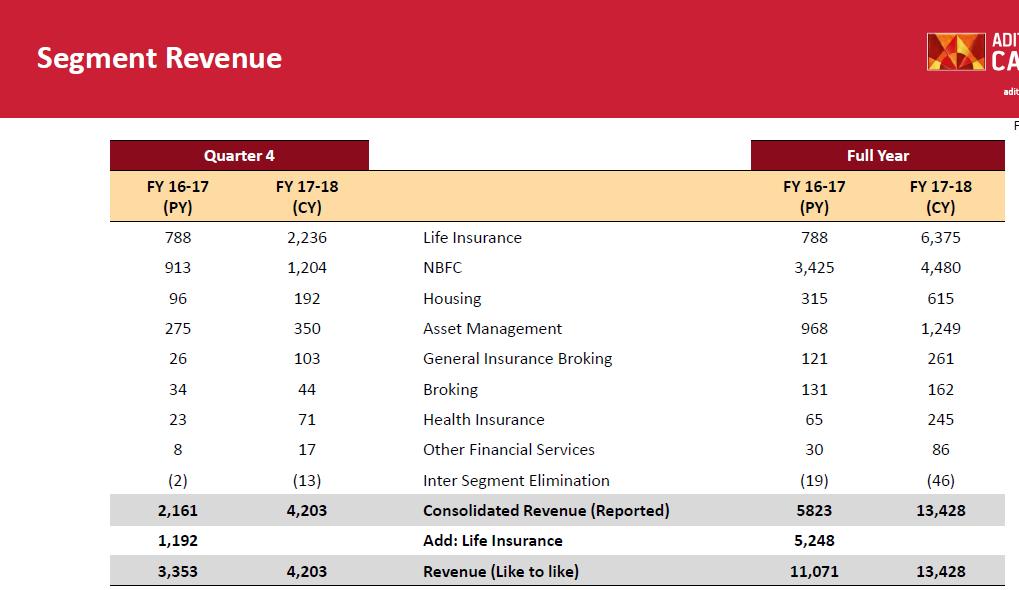 Segment Revenue
Quarter 4 Full Year
FY 16-17 FY 17-18 FY 16-17 FY 17-18
(PY) (CY) (PY) (CY)
788 2,236 Life Insurance 788 6,375
913 1,204 NBFC 3,425 4,480
96 192 Housing 315 615
275 350 Asset Management 968 1,249
26 103 General Insurance Broking 121 261
34 44 Broking 131 162
23 71 Health Insurance 65 245
8 17 Other Financial Services 30 86
(2) (13) Inter Segment Elimination (19) (46)
2,161 4,203 Consolidated Revenue (Reported) 5823 13,428
1,192 Add: Life Insurance 5,248
3,353 4,203 Revenue (Like to like) 11,071 13,428